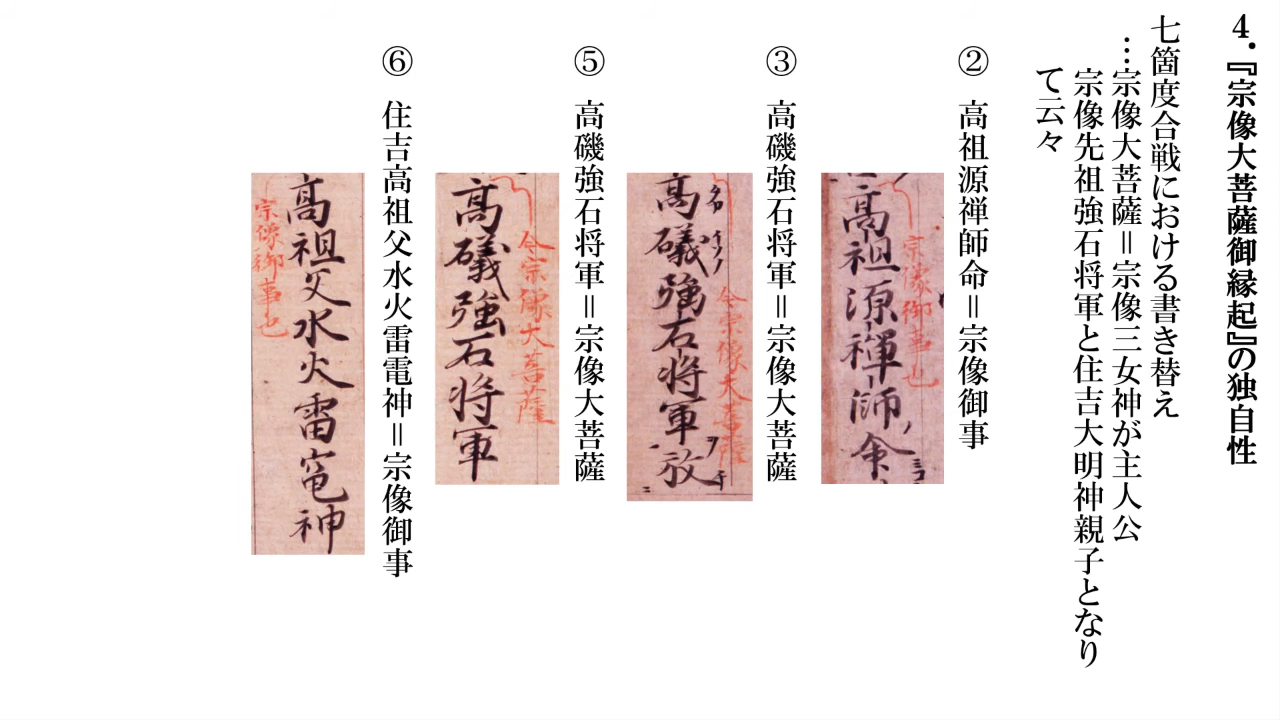 4．『宗像大菩薩御縁起』の独自性
七箇度合戦における書き替え
…宗像大菩薩＝宗像三女神が主人公
宗像先祖強石将軍と住吉大明神親子となり
て云々
② 高祖源禅師命＝宗像御事
宗像御事也
高祖源禅師命
③ 高磯強石将軍＝宗像大菩薩
今宗像大菩薩
高礒強石将軍放
⑤ 高磯強石将軍＝宗像大菩薩
今宗像大菩薩
高礒強石将軍
⑥ 住吉高祖父水火雷電神＝宗像御事
高祖父水火雷電神
宗像御事也